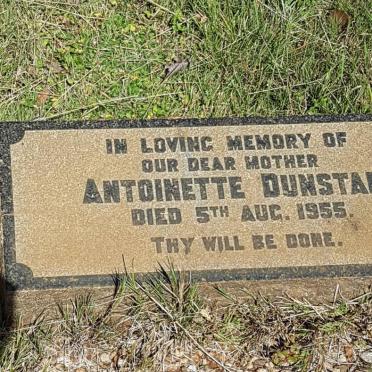 IN LOVING MEMORY OF
OUR DEAR MOTHER
ANTOINETTE DUNSTA
DIED 5TH AUG. 1955.
THY WILL BE DONE.